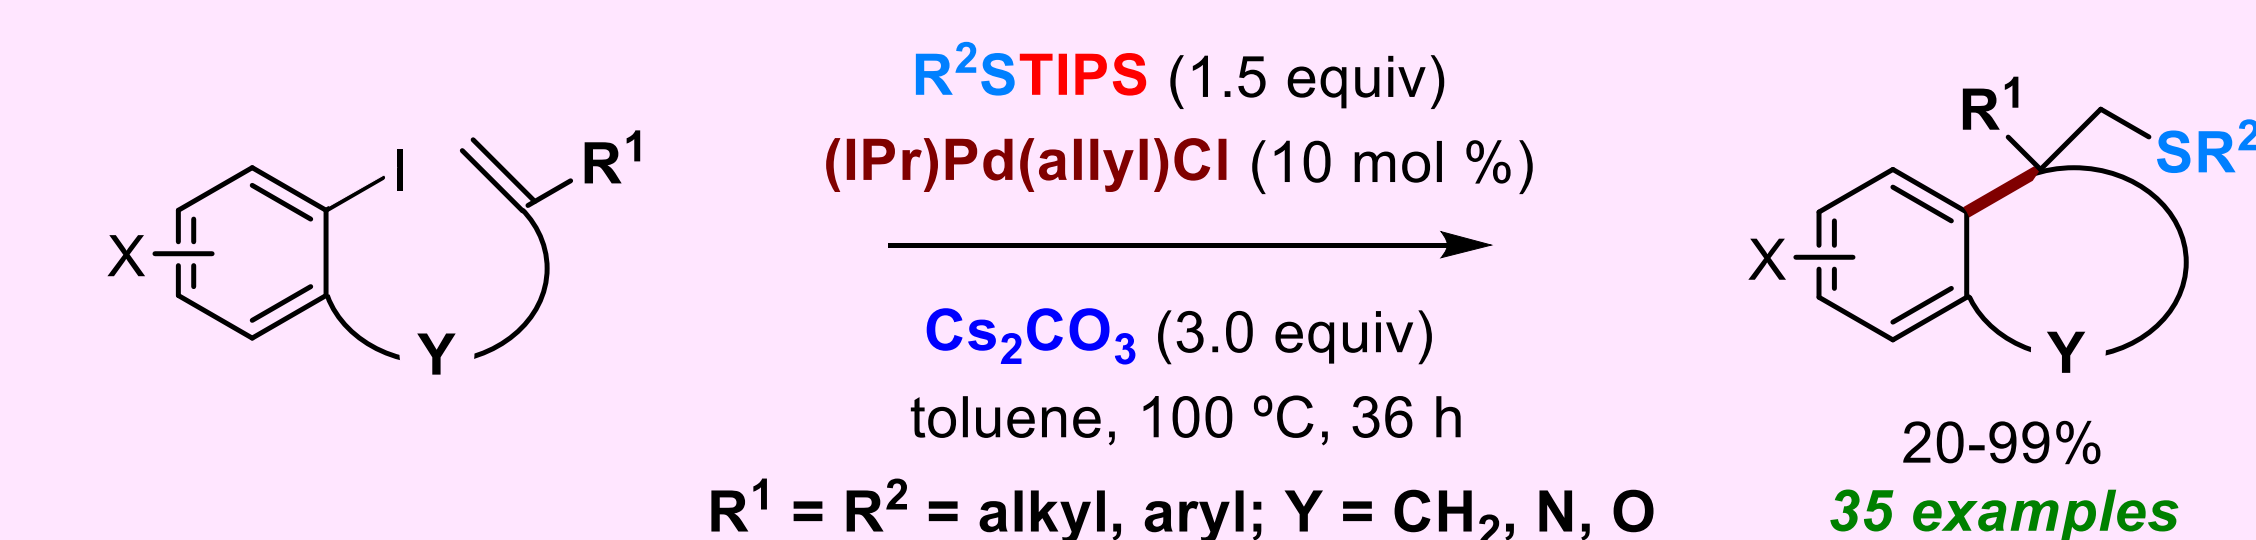 R²STIPS (1.5 equiv)
(IPr)Pd(allyl)Cl (10 mol %)
Cs₂CO₃ (3.0 equiv)
toluene, 100 ºC, 36 h
R¹ = R² = alkyl, aryl; Y = CH₂, N, O
I
R¹
X
Y
R¹
SR²
X
Y
20-99%
35 examples